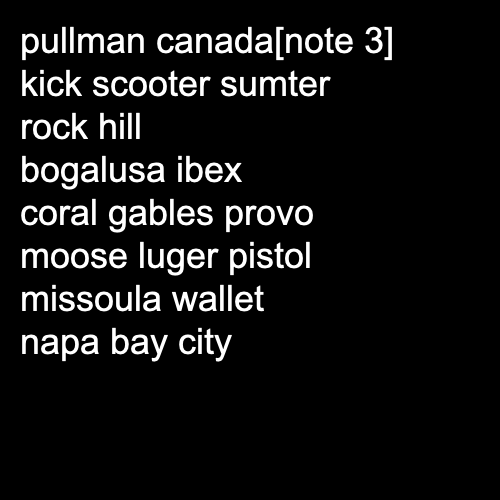 pullman canada[note 3]
kick scooter sumter
rock hill
bogalusa ibex
coral gables provo
moose luger pistol
missoula wallet
napa bay city